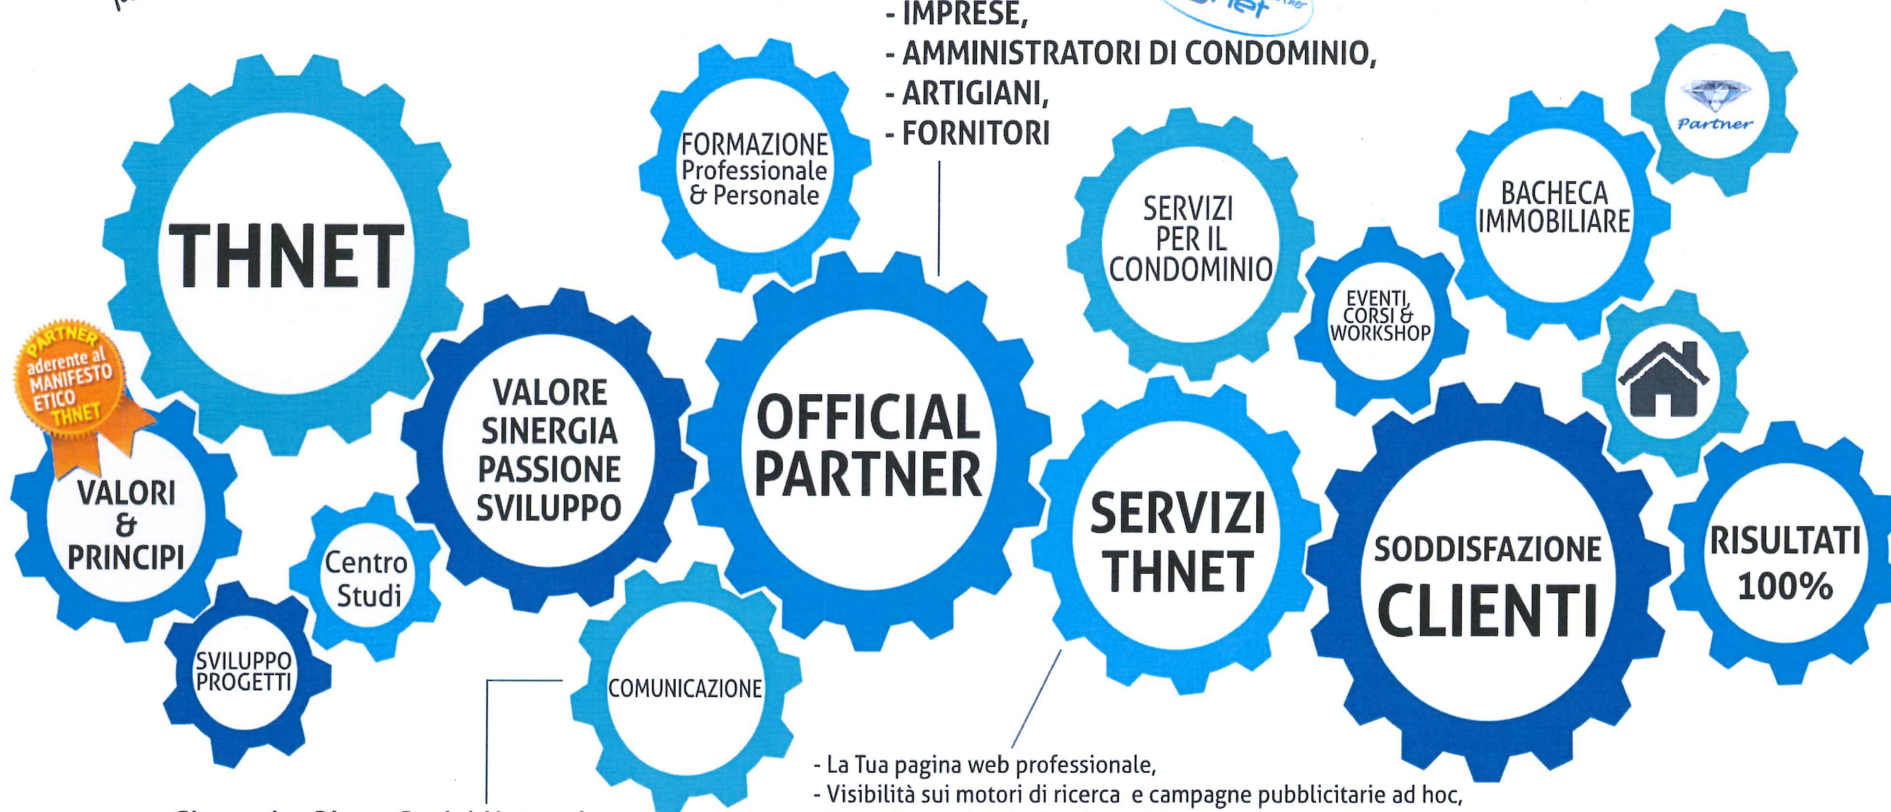 - IMPRESE,
- AMMINISTRATORI DI CONDOMINIO,
- ARTIGIANI,
- FORNITORI
Partner
FORMAZIONE
Professionale
& Personale
THNET
SERVIZI
PER IL
CONDOMINIO
BACHECA
IMMOBILIARE
EVENTI,
CORSI &
WORKSHOP
PARTNER
aderente al
MANIFESTO
ETICO
THNET
VALORE
SINERGIA
PASSIONE
SVILUPPO
OFFICIAL
PARTNER
VALORI
&
PRINCIPI
Centro
Studi
SERVIZI
THNET
SODDISFAZIONE
CLIENTI
RISULTATI
100%
SVILUPPO
PROGETTI
COMUNICAZIONE
- La Tua pagina web professionale,
- Visibilità sui motori di ricerca e campagne pubblicitarie ad hoc,